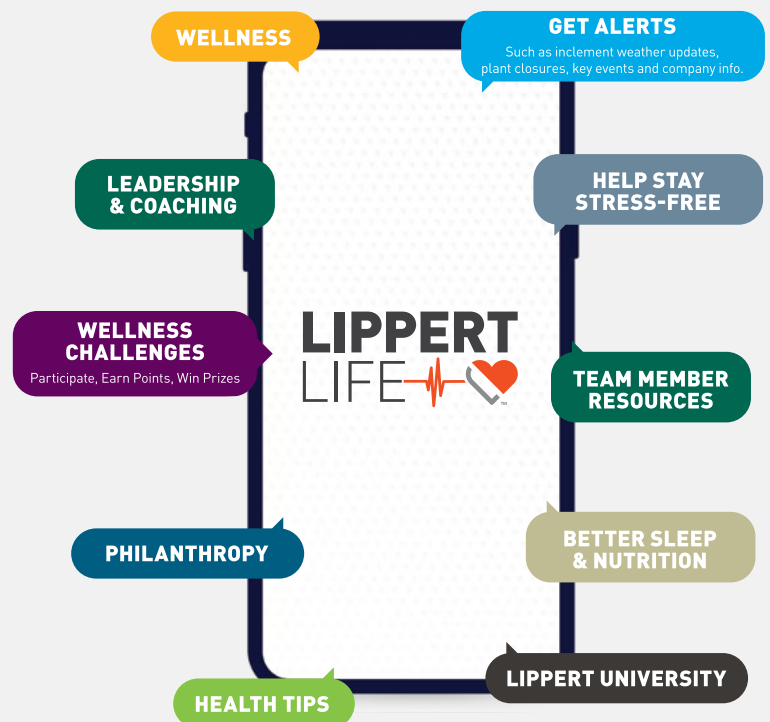 WELLNESS
GET ALERTS
Such as inclement weather updates,
plant closures, key events and company info.
LEADERSHIP
& COACHING
HELP STAY
STRESS-FREE
WELLNESS
CHALLENGES
Participate, Earn Points, Win Prizes
LIPPERT
LIFE
TM
TEAM MEMBER
RESOURCES
PHILANTHROPY
BETTER SLEEP
& NUTRITION
LIPPERT UNIVERSITY
HEALTH TIPS